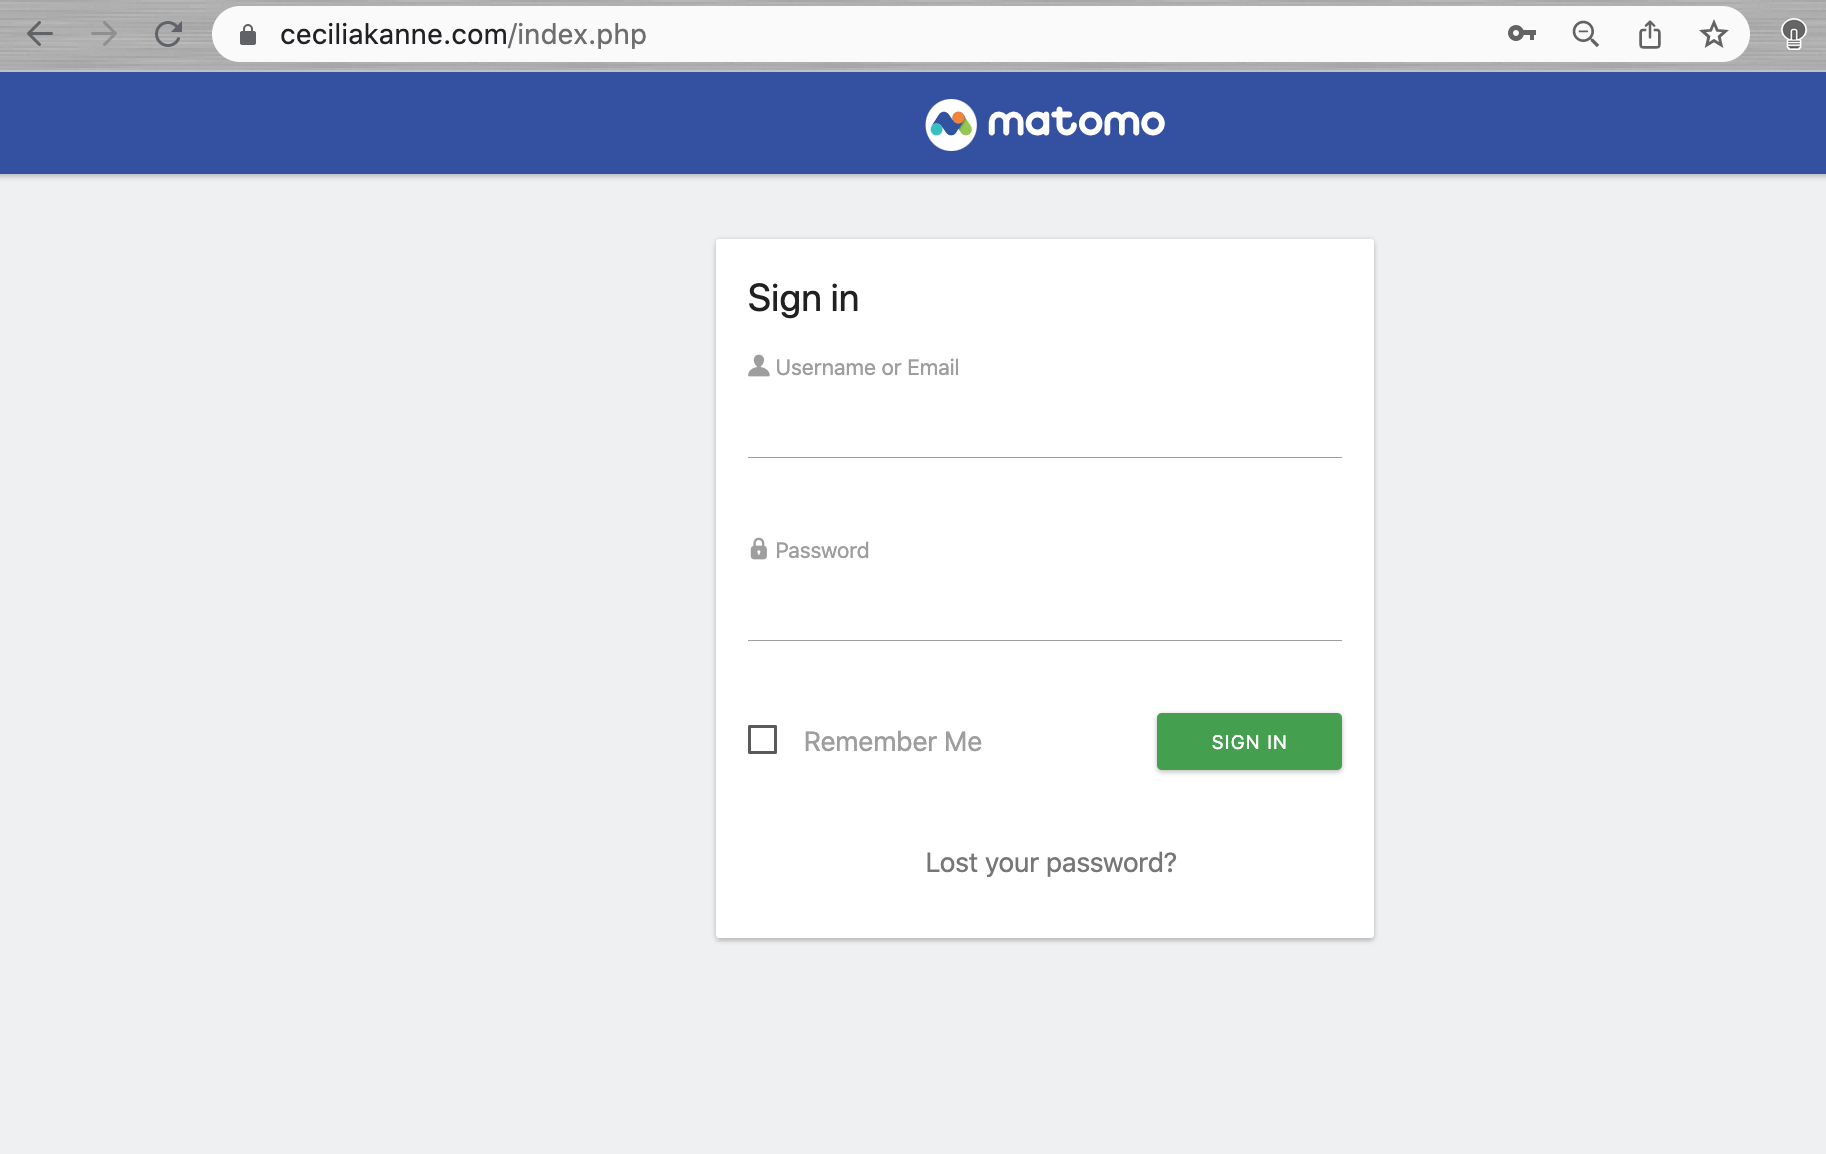 ceciliakanne.com/index.php
matomo
Sign in
Username or Email
Password
Remember Me
SIGN IN
Lost your password?